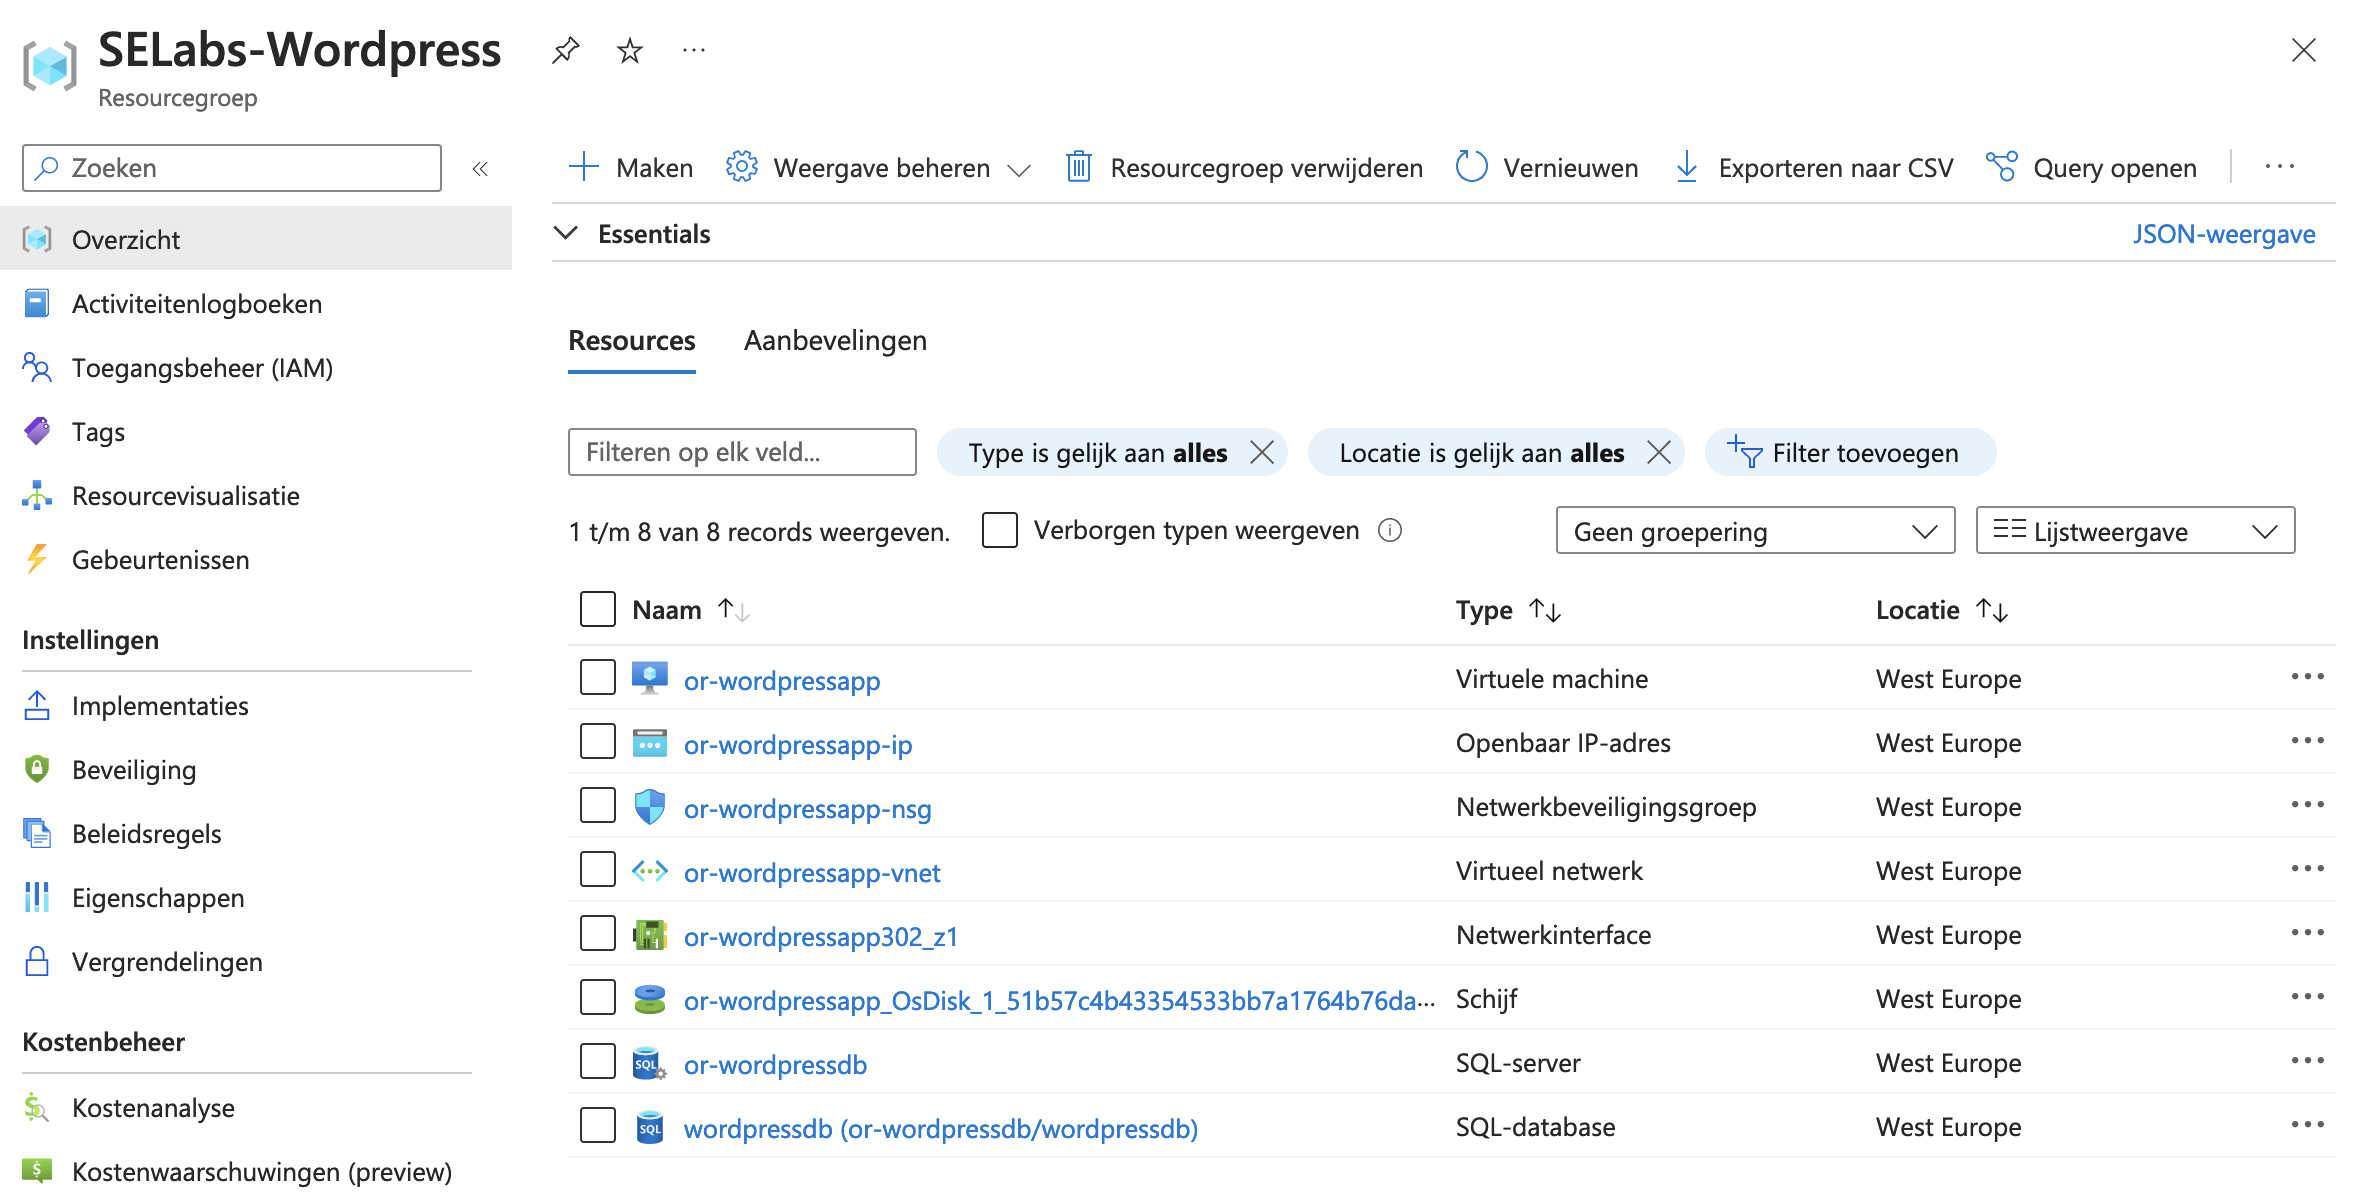 SELabs-Wordpress
Resourcegroep
Zoeken
Overzicht
Activiteitenlogboeken
Toegangsbeheer (IAM)
Tags
Resourcevisualisatie
Gebeurtenissen
Instellingen
Implementaties
Beveiliging
Beleidsregels
Eigenschappen
Vergrendelingen
Kostenbeheer
Kostenanalyse
Kostenwaarschuwingen (preview)
Maken Weergave beheren Resourcegroep verwijderen Vernieuwen Exporteren naar CSV Query openen
Essentials JSON-weergave
Resources Aanbevelingen
Filteren op elk veld... Type is gelijk aan alles Locatie is gelijk aan alles Filter toevoegen
1 t/m 8 van 8 records weergeven. Verborgen typen weergeven Geen groepering Lijstweergave
Naam Type Locatie
or-wordpressapp Virtuele machine West Europe
or-wordpressapp-ip Openbaar IP-adres West Europe
or-wordpressapp-nsg Netwerkbeveiligingsgroep West Europe
or-wordpressapp-vnet Virtueel netwerk West Europe
or-wordpressapp302_z1 Netwerkinterface West Europe
or-wordpressapp_OsDisk_1_51b57c4b43354533bb7a1764b76da... Schijf West Europe
SQL or-wordpressdb SQL-server West Europe
SQL wordpressdb (or-wordpressdb/wordpressdb) SQL-database West Europe